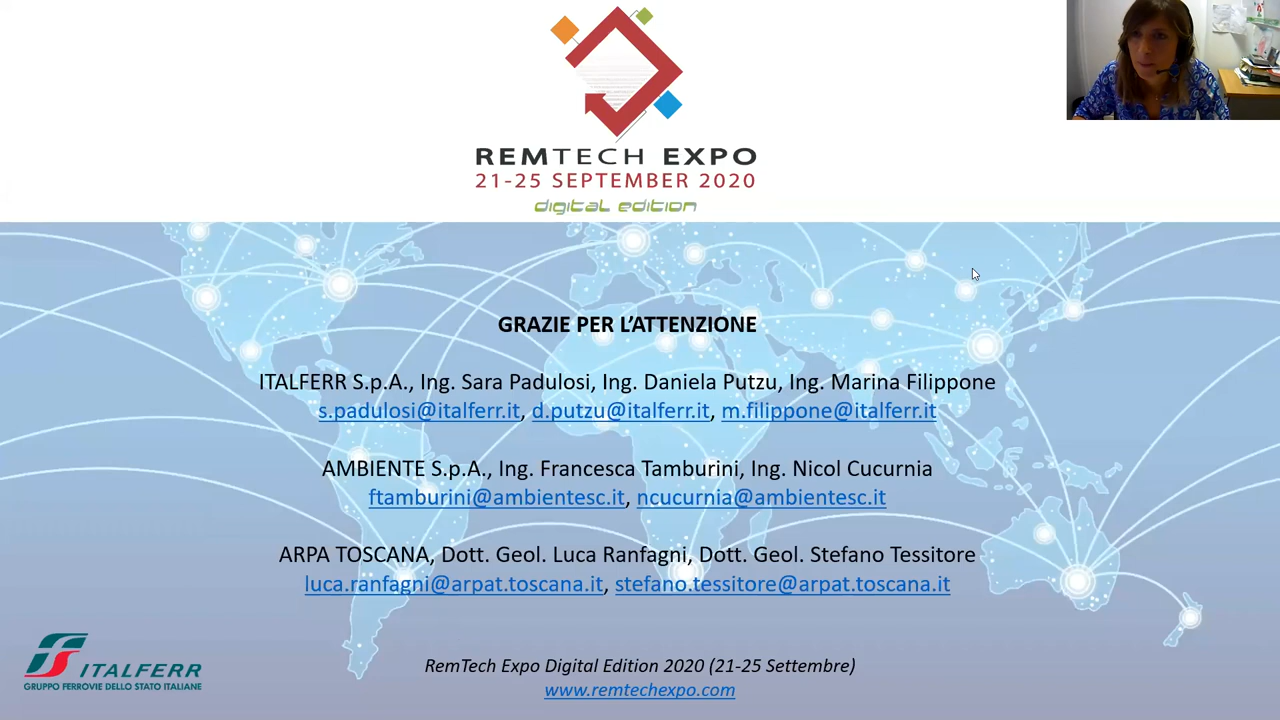 REMTECH EXPO
21-25 SEPTEMBER 2020
digital edition
GRAZIE PER L'ATTENZIONE
ITALFERR S.p.A., Ing. Sara Padulosi, Ing. Daniela Putzu, Ing. Marina Filippone
s.padulosi@italferr.it, d.putzu@italferr.it, m.filippone@italferr.it
AMBIENTE S.p.A., Ing. Francesca Tamburini, Ing. Nicol Cucurnia
ftamburini@ambientesc.it, ncucurnia@ambientesc.it
ARPA TOSCANA, Dott. Geol. Luca Ranfagni, Dott. Geol. Stefano Tessitore
luca.ranfagni@arpat.toscana.it, stefano.tessitore@arpat.toscana.it
ITALFERR
GRUPPO FERROVIE DELLO STATO ITALIANE
RemTech Expo Digital Edition 2020 (21-25 Settembre)
www.remtechexpo.com